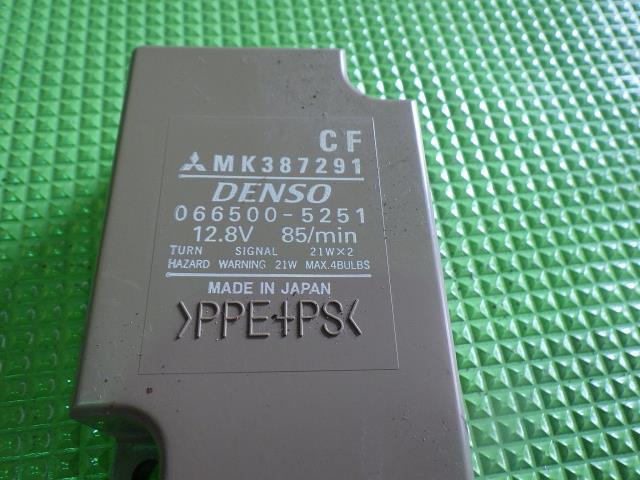 CF
MK387291
DENSO
066500-5251
12.8V 85/min
TURN SIGNAL 21W×2
HAZARD WARNING 21W MAX.4BULBS
MADE IN JAPAN
>PPE+PS<